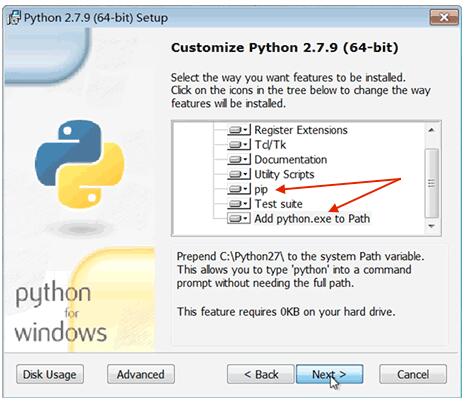 Python 2.7.9 (64-bit) Setup
Customize Python 2.7.9 (64-bit)
Select the way you want features to be installed.
Click on the icons in the tree below to change the way
features will be installed.
Register Extensions
Tcl/Tk
Documentation
Utility Scripts
pip
Test suite
Add python.exe to Path
Prepend C:\Python27\ to the system Path variable.
This allows you to type 'python' into a command
prompt without needing the full path.
This feature requires 0KB on your hard drive.
python
for
windows
Disk Usage
Advanced
< Back
Next >
Cancel